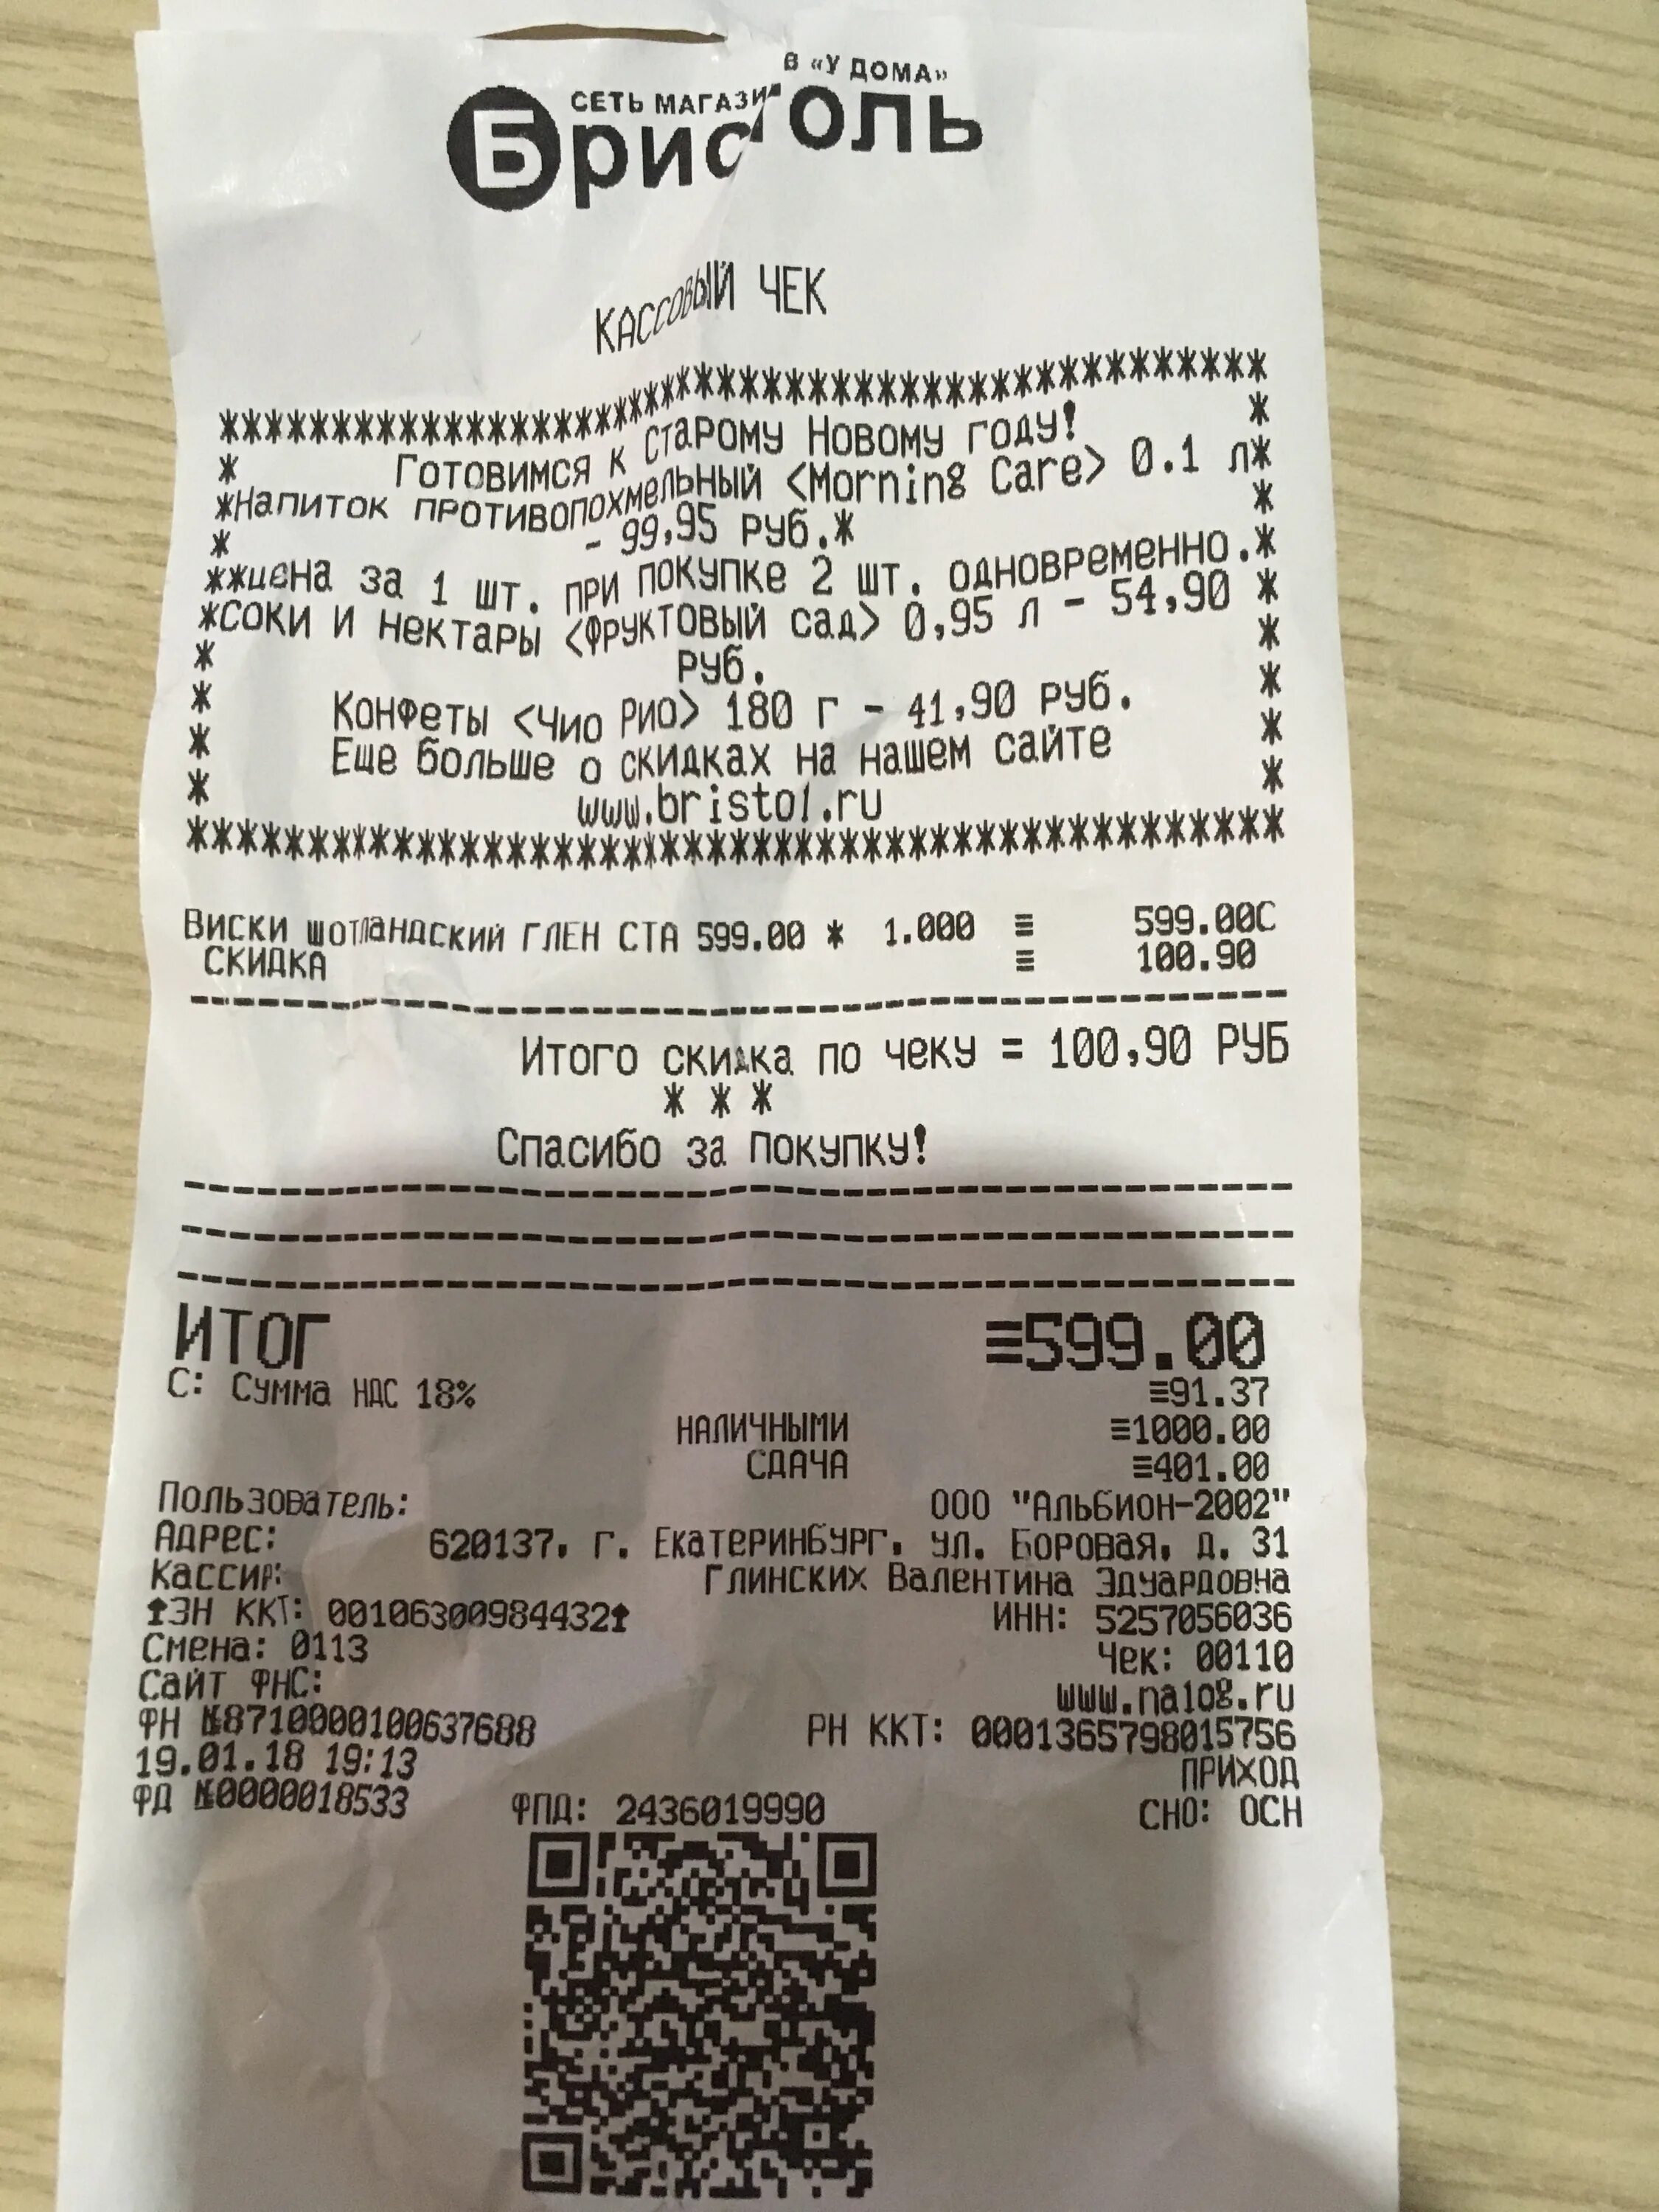 СЕТЬ МАГАЗИНОВ «У ДОМА»
Бристоль
КАССОВЫЙ ЧЕК
************************************************
* Готовимся к Старому Новому году! *
*Напиток противопохмельный <Morning Care> 0.1 л*
* - 99,95 руб.* *
**цена за 1 шт. при покупке 2 шт. одновременно.*
*Соки и нектары <Фруктовый сад> 0,95 л - 54,90 *
* руб. *
* Конфеты <Чио Рио> 180 г - 41,90 руб. *
* Еще больше о скидках на нашем сайте *
* www.bristol.ru *
************************************************
Виски шотландский ГЛЕН СТА 599.00 * 1.000 ≡ 599.00С
СКИДКА ≡ 100.90
Итого скидка по чеку = 100,90 РУБ
* * *
Спасибо за покупку!
ИТОГ ≡599.00
С: Сумма НДС 18% ≡91.37
НАЛИЧНЫМИ ≡1000.00
СДАЧА ≡401.00
Пользователь: ООО "Альбион-2002"
Адрес: 620137, г. Екатеринбург, ул. Боровая, д. 31
Кассир: Глинских Валентина Эдуардовна
↑ЗН ККТ: 00106300984432↑ ИНН: 5257056036
Смена: 0113 Чек: 00110
Сайт ФНС: www.nalog.ru
ФН №8710000100637688 РН ККТ: 0001365798015756
19.01.18 19:13 ПРИХОД
ФД №0000018533 ФПД: 2436019990 СНО: ОСН